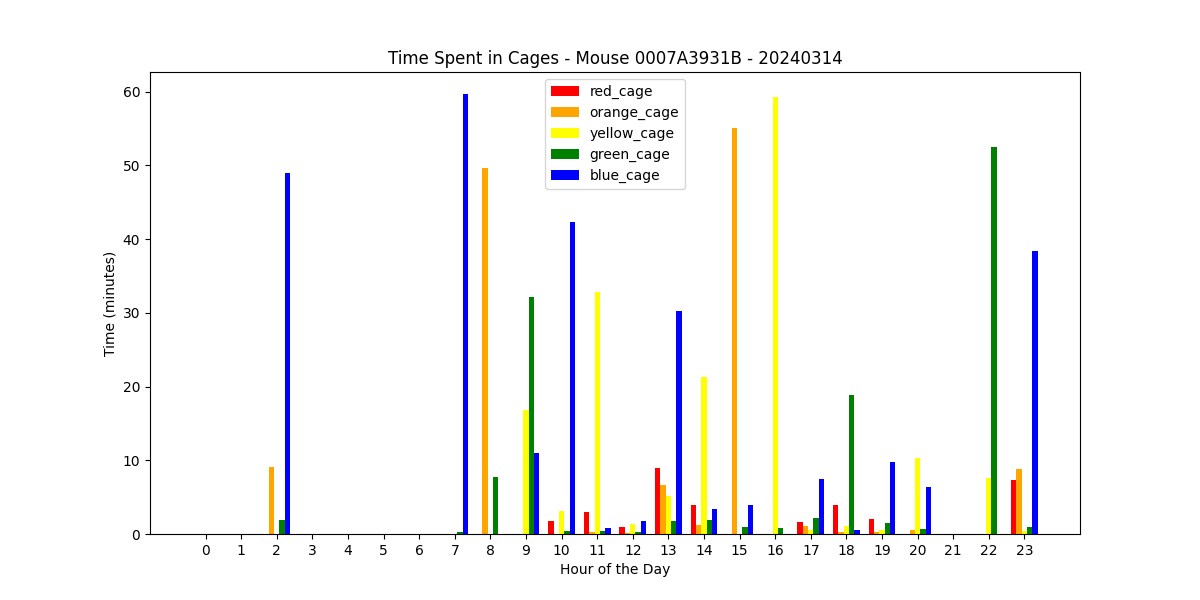 Time Spent in Cages - Mouse 0007A3931B - 20240314
red_cage
orange_cage
yellow_cage
green_cage
blue_cage
Time (minutes)
60
50
40
30
20
10
0
0 1 2 3 4 5 6 7 8 9 10 11 12 13 14 15 16 17 18 19 20 21 22 23
Hour of the Day